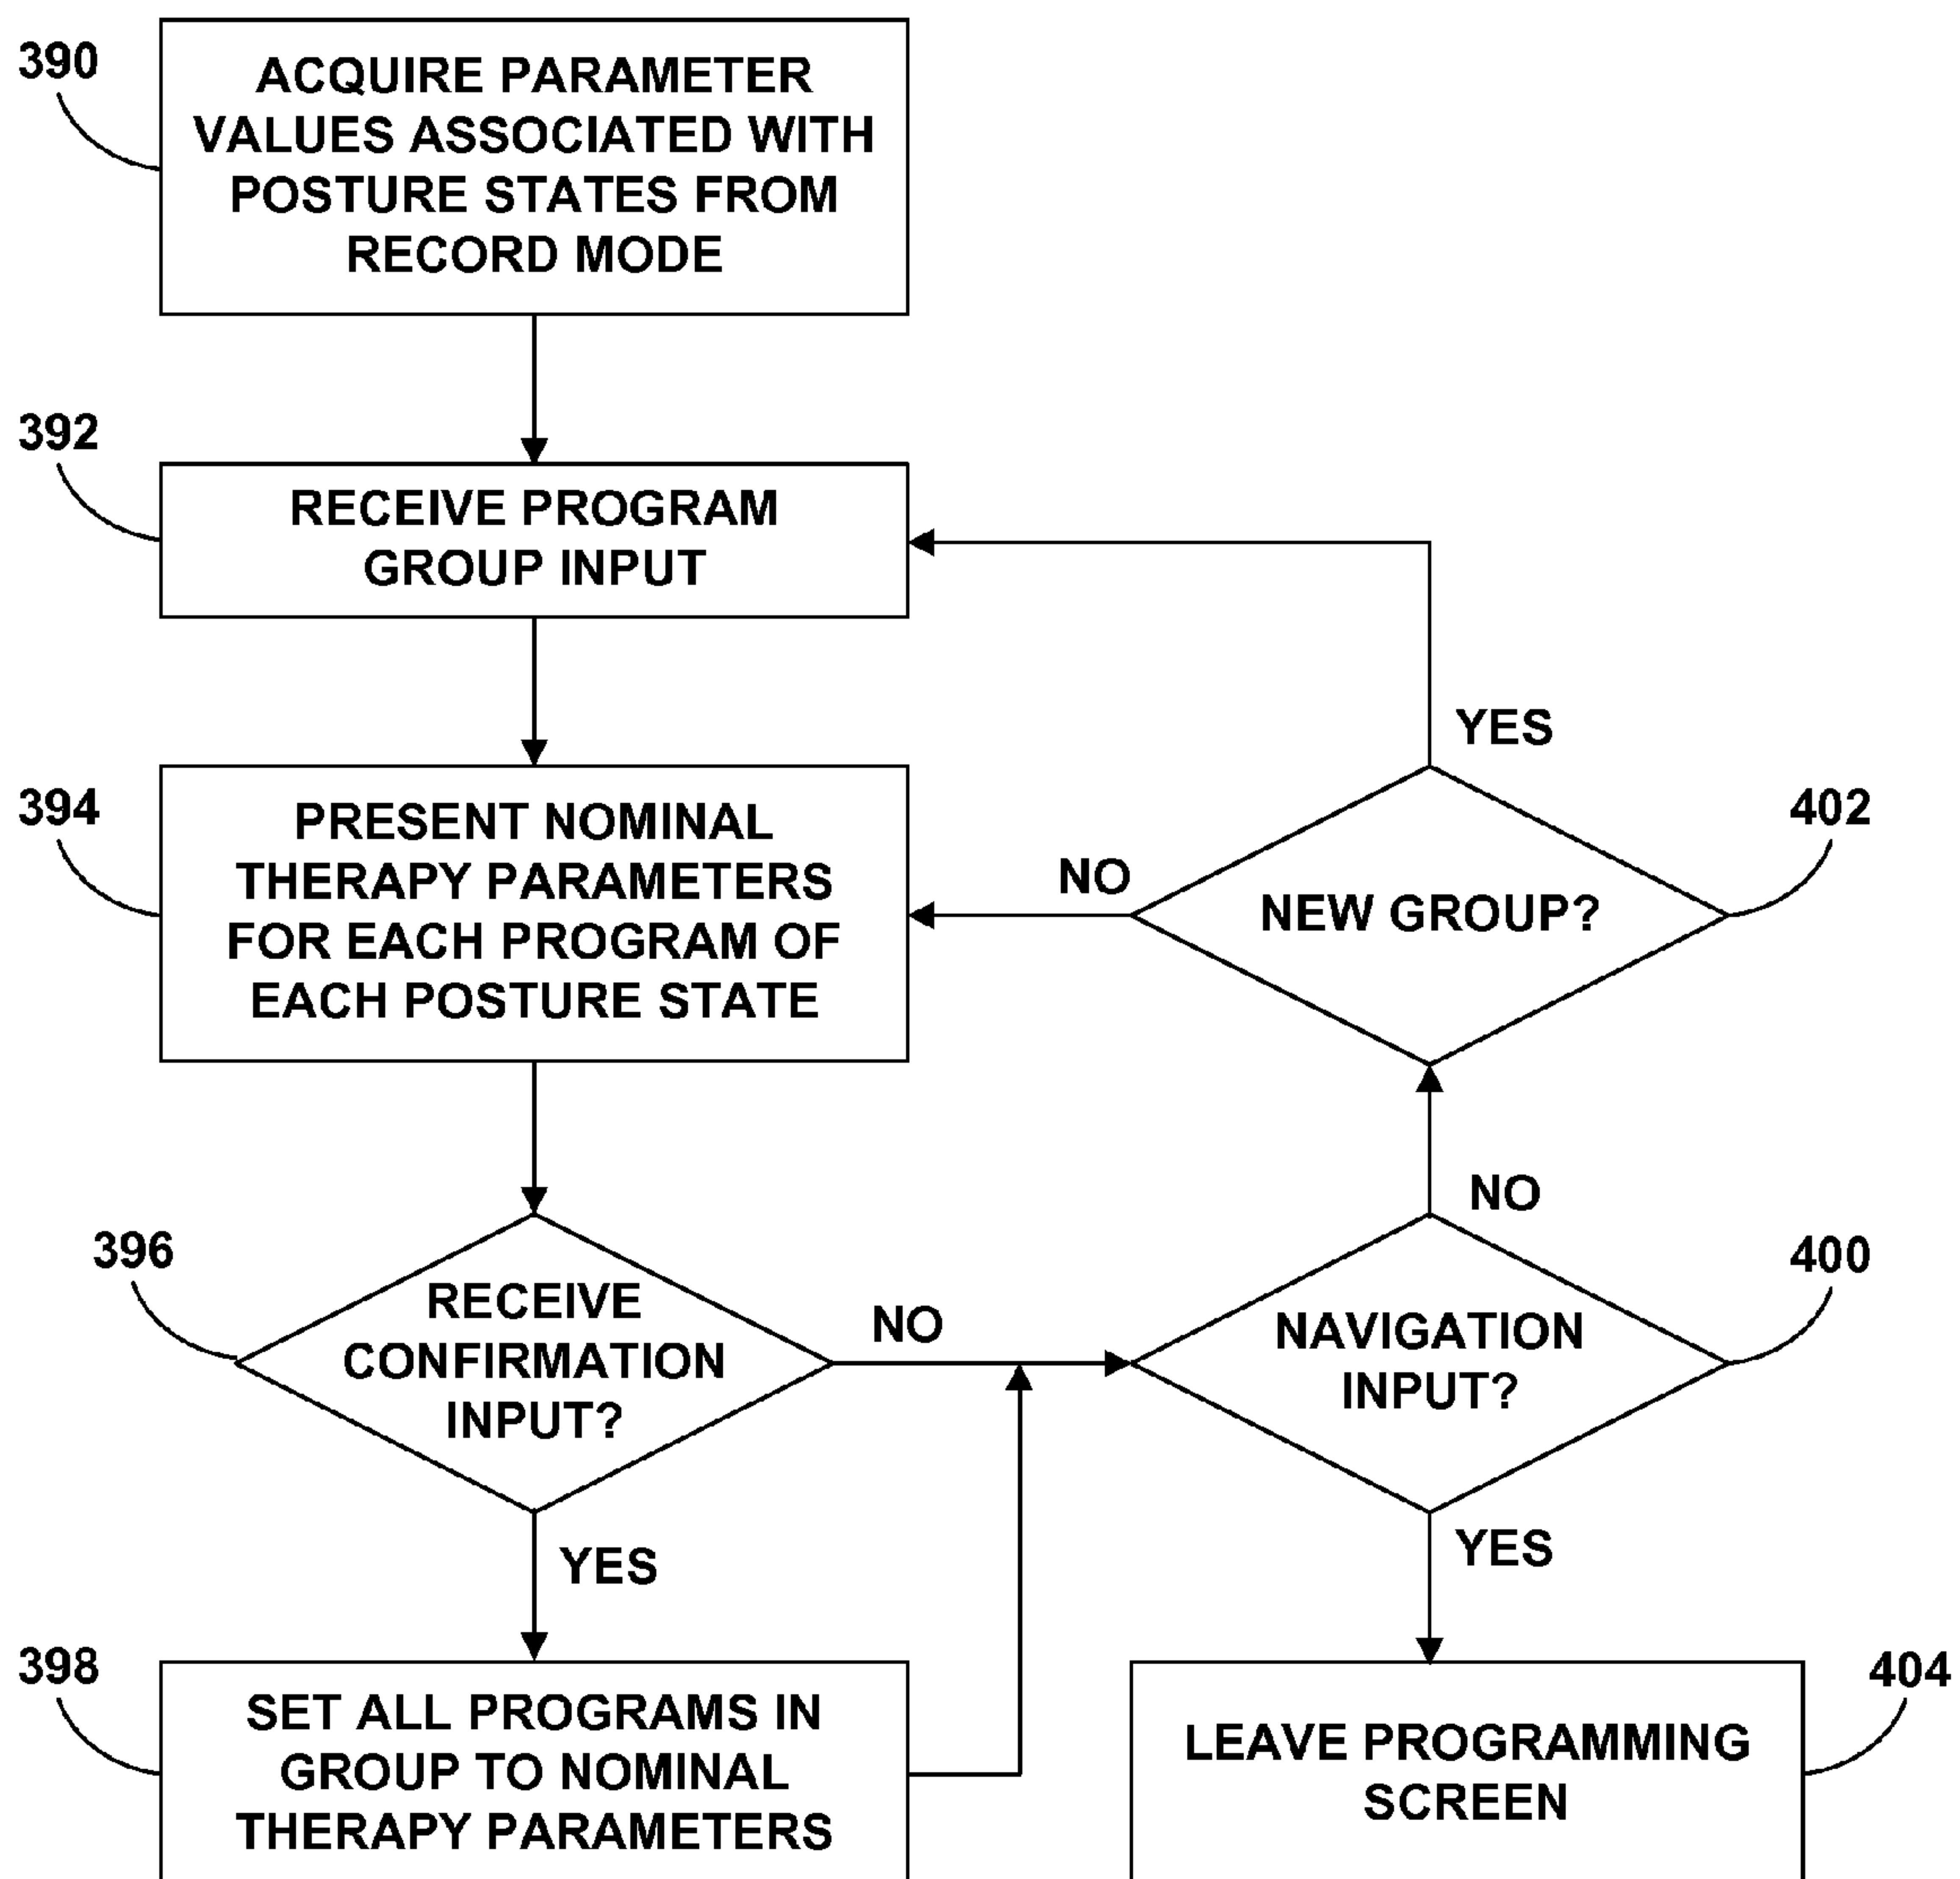 390
ACQUIRE PARAMETER
VALUES ASSOCIATED WITH
POSTURE STATES FROM
RECORD MODE
392
RECEIVE PROGRAM
GROUP INPUT
YES
394
PRESENT NOMINAL
THERAPY PARAMETERS
FOR EACH PROGRAM OF
EACH POSTURE STATE
NO
NEW GROUP?
402
NO
396
RECEIVE
CONFIRMATION
INPUT?
NO
NAVIGATION
INPUT?
400
YES
YES
398
SET ALL PROGRAMS IN
GROUP TO NOMINAL
THERAPY PARAMETERS
LEAVE PROGRAMMING
SCREEN
404